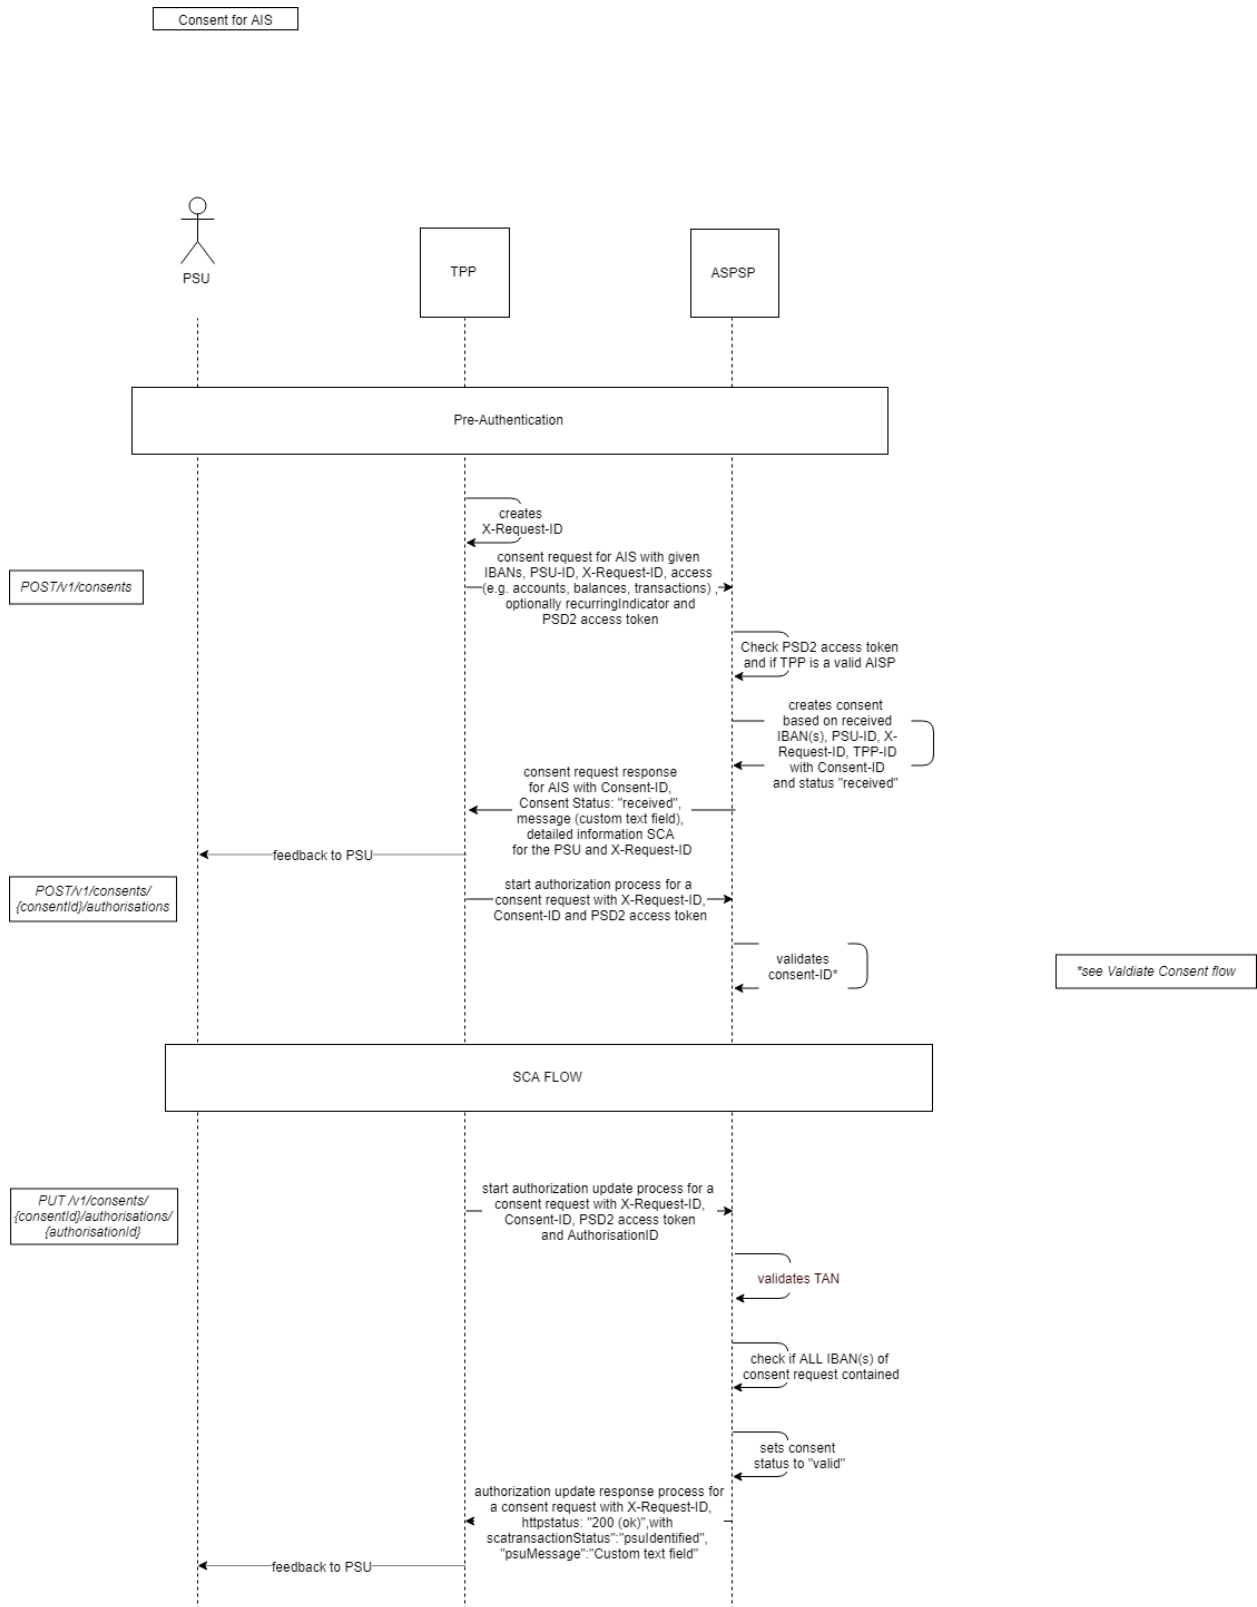 Consent for AIS
PSU
TPP
ASPSP
Pre-Authentication
creates
X-Request-ID
POST/v1/consents
consent request for AIS with given
IBANs, PSU-ID, X-Request-ID, access
(e.g. accounts, balances, transactions) ,
optionally recurringIndicator and
PSD2 access token
Check PSD2 access token
and if TPP is a valid AISP
creates consent
based on received
IBAN(s), PSU-ID, X-
Request-ID, TPP-ID
with Consent-ID
and status "received"
consent request response
for AIS with Consent-ID,
Consent Status: "received",
message (custom text field),
detailed information SCA
for the PSU and X-Request-ID
feedback to PSU
POST/v1/consents/
{consentId}/authorisations
start authorization process for a
consent request with X-Request-ID,
Consent-ID and PSD2 access token
validates
consent-ID*
*see Valdiate Consent flow
SCA FLOW
PUT /v1/consents/
{consentId}/authorisations/
{authorisationId}
start authorization update process for a
consent request with X-Request-ID,
Consent-ID, PSD2 access token
and AuthorisationID
validates TAN
check if ALL IBAN(s) of
consent request contained
sets consent
status to "valid"
authorization update response process for
a consent request with X-Request-ID,
httpstatus: "200 (ok)",with
scatransactionStatus":"psuIdentified",
"psuMessage":"Custom text field"
feedback to PSU